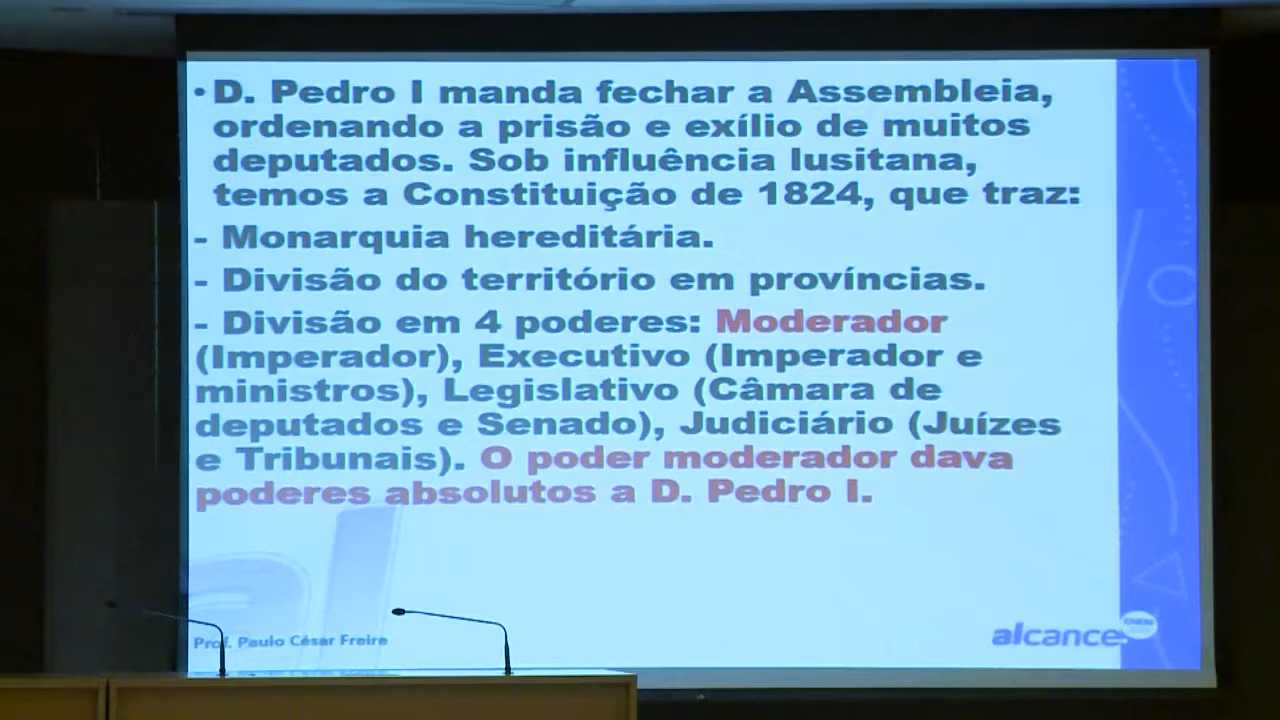 • D. Pedro I manda fechar a Assembleia,
ordenando a prisão e exílio de muitos
deputados. Sob influência lusitana,
temos a Constituição de 1824, que traz:
- Monarquia hereditária.
- Divisão do território em províncias.
- Divisão em 4 poderes: Moderador
(Imperador), Executivo (Imperador e
ministros), Legislativo (Câmara de
deputados e Senado), Judiciário (Juízes
e Tribunais). O poder moderador dava
poderes absolutos a D. Pedro I.
Prof. Paulo César Freire
alcance